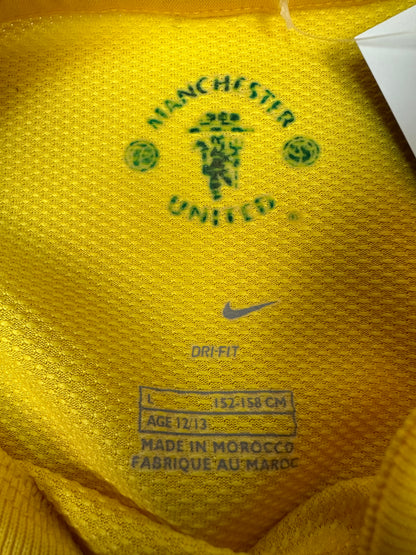 MANCHESTER
UNITED
DRI-FIT
L 152-158 CM
AGE 12/13
MADE IN MOROCCO
FABRIQUE AU MAROC